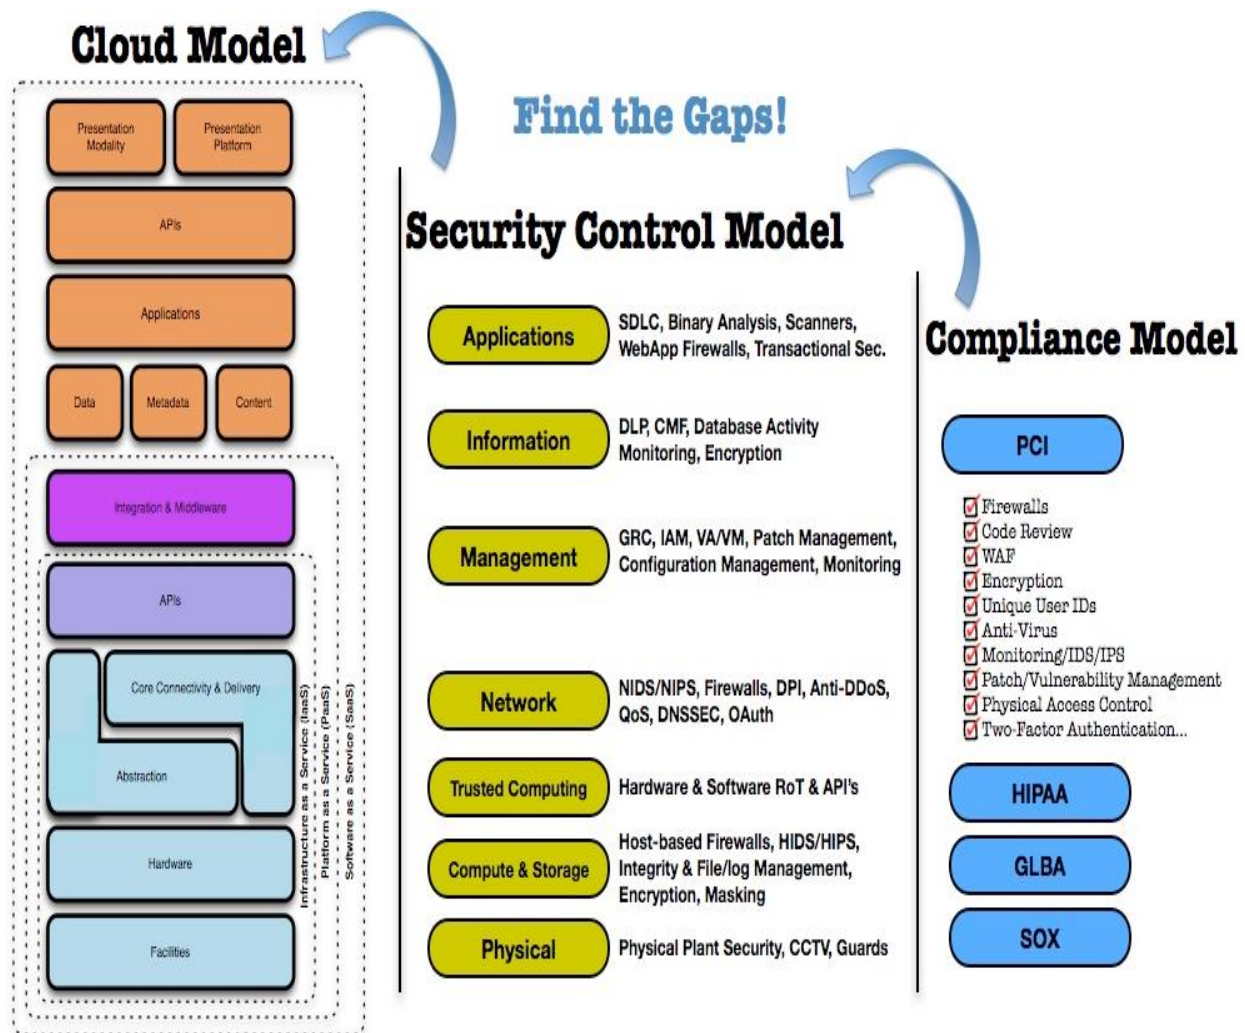 Cloud Model
Presentation
Modality
Presentation
Platform
APIs
Applications
Data
Metadata
Content
Integration & Middleware
APIs
Core Connectivity & Delivery
Abstraction
Hardware
Facilities
Infrastructure as a Service (IaaS)
Platform as a Service (PaaS)
Software as a Service (SaaS)
Find the Gaps!
Security Control Model
Applications
SDLC, Binary Analysis, Scanners,
WebApp Firewalls, Transactional Sec.
Information
DLP, CMF, Database Activity
Monitoring, Encryption
Management
GRC, IAM, VA/VM, Patch Management,
Configuration Management, Monitoring
Network
NIDS/NIPS, Firewalls, DPI, Anti-DDoS,
QoS, DNSSEC, OAuth
Trusted Computing
Hardware & Software RoT & API's
Compute & Storage
Host-based Firewalls, HIDS/HIPS,
Integrity & File/log Management,
Encryption, Masking
Physical
Physical Plant Security, CCTV, Guards
Compliance Model
PCI
Firewalls
Code Review
WAF
Encryption
Unique User IDs
Anti-Virus
Monitoring/IDS/IPS
Patch/Vulnerability Management
Physical Access Control
Two-Factor Authentication...
HIPAA
GLBA
SOX